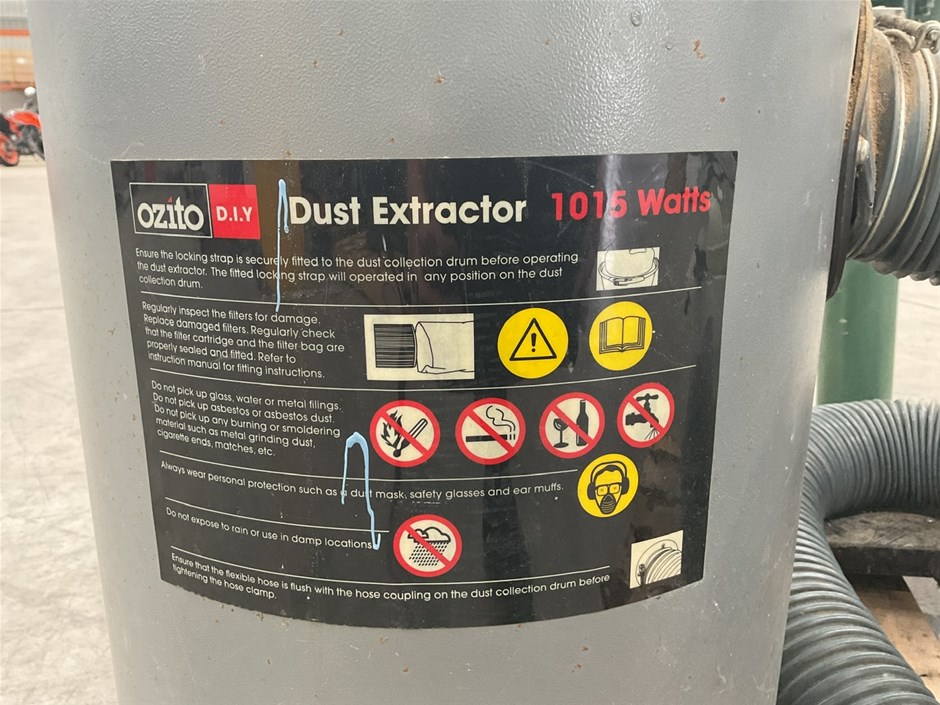 ozito D.I.Y Dust Extractor 1015 Watts
Ensure the locking strap is securely fitted to the dust collection drum before operating
the dust extractor. The fitted locking strap will operated in any position on the dust
collection drum.
Regularly inspect the filters for damage.
Replace damaged filters. Regularly check
that the filter cartridge and the filter bag are
properly sealed and fitted. Refer to
instruction manual for fitting instructions.
Do not pick up glass, water or metal filings.
Do not pick up asbestos or asbestos dust.
Do not pick up any burning or smoldering
material such as metal grinding dust,
cigarette ends, matches, etc.
Always wear personal protection such as a dust mask, safety glasses and ear muffs.
Do not expose to rain or use in damp locations.
Ensure that the flexible hose is flush with the hose coupling on the dust collection drum before
tightening the hose clamp.